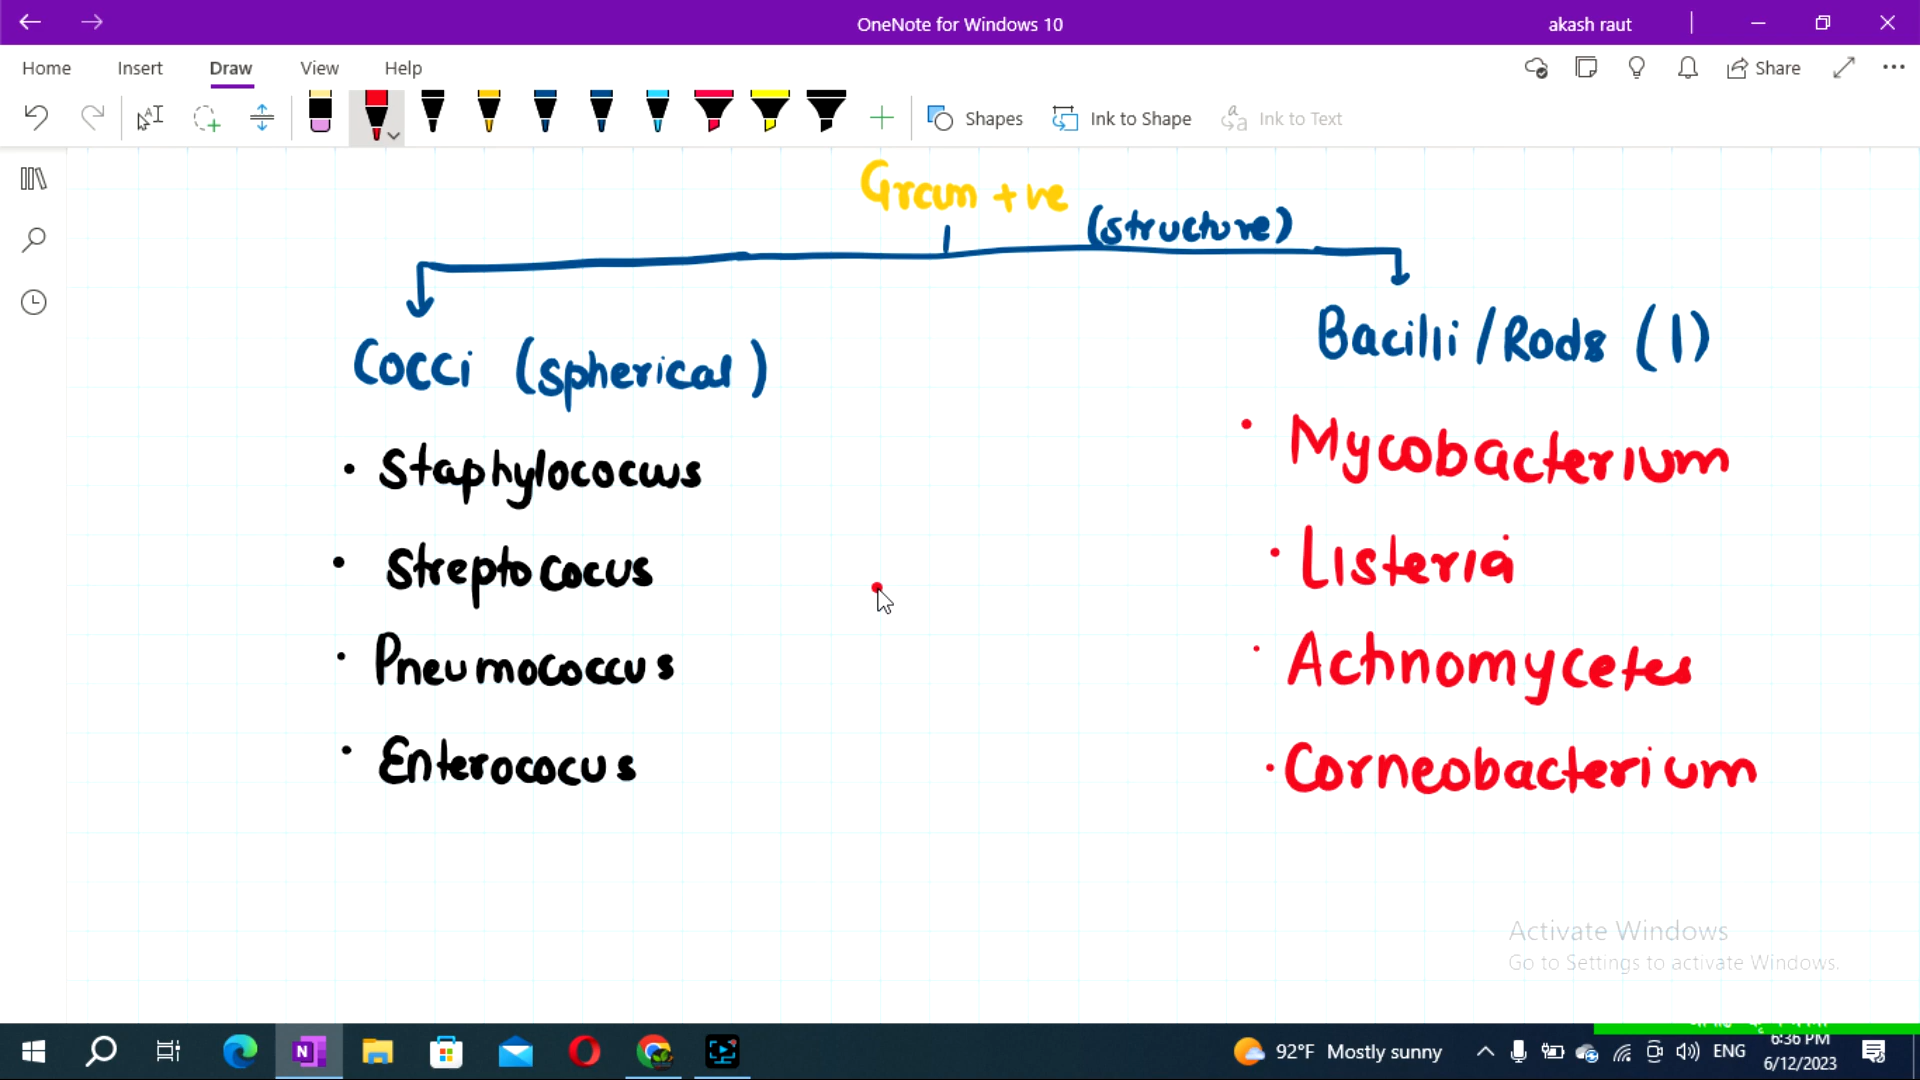 OneNote for Windows 10
akash raut
Home Insert Draw View Help
Share
Shapes Ink to Shape Ink to Text
Gram +ve
(structure)
Cocci (spherical)
Bacilli/Rods (I)
• Staphylococcus
• Mycobacterium
• Streptococus
• Listeria
• Pneumococcus
• Actinomycetes
• Enterococus
• Corneobacterium
Activate Windows
Go to Settings to activate Windows.
92°F Mostly sunny
ENG
6:36 PM
6/12/2023